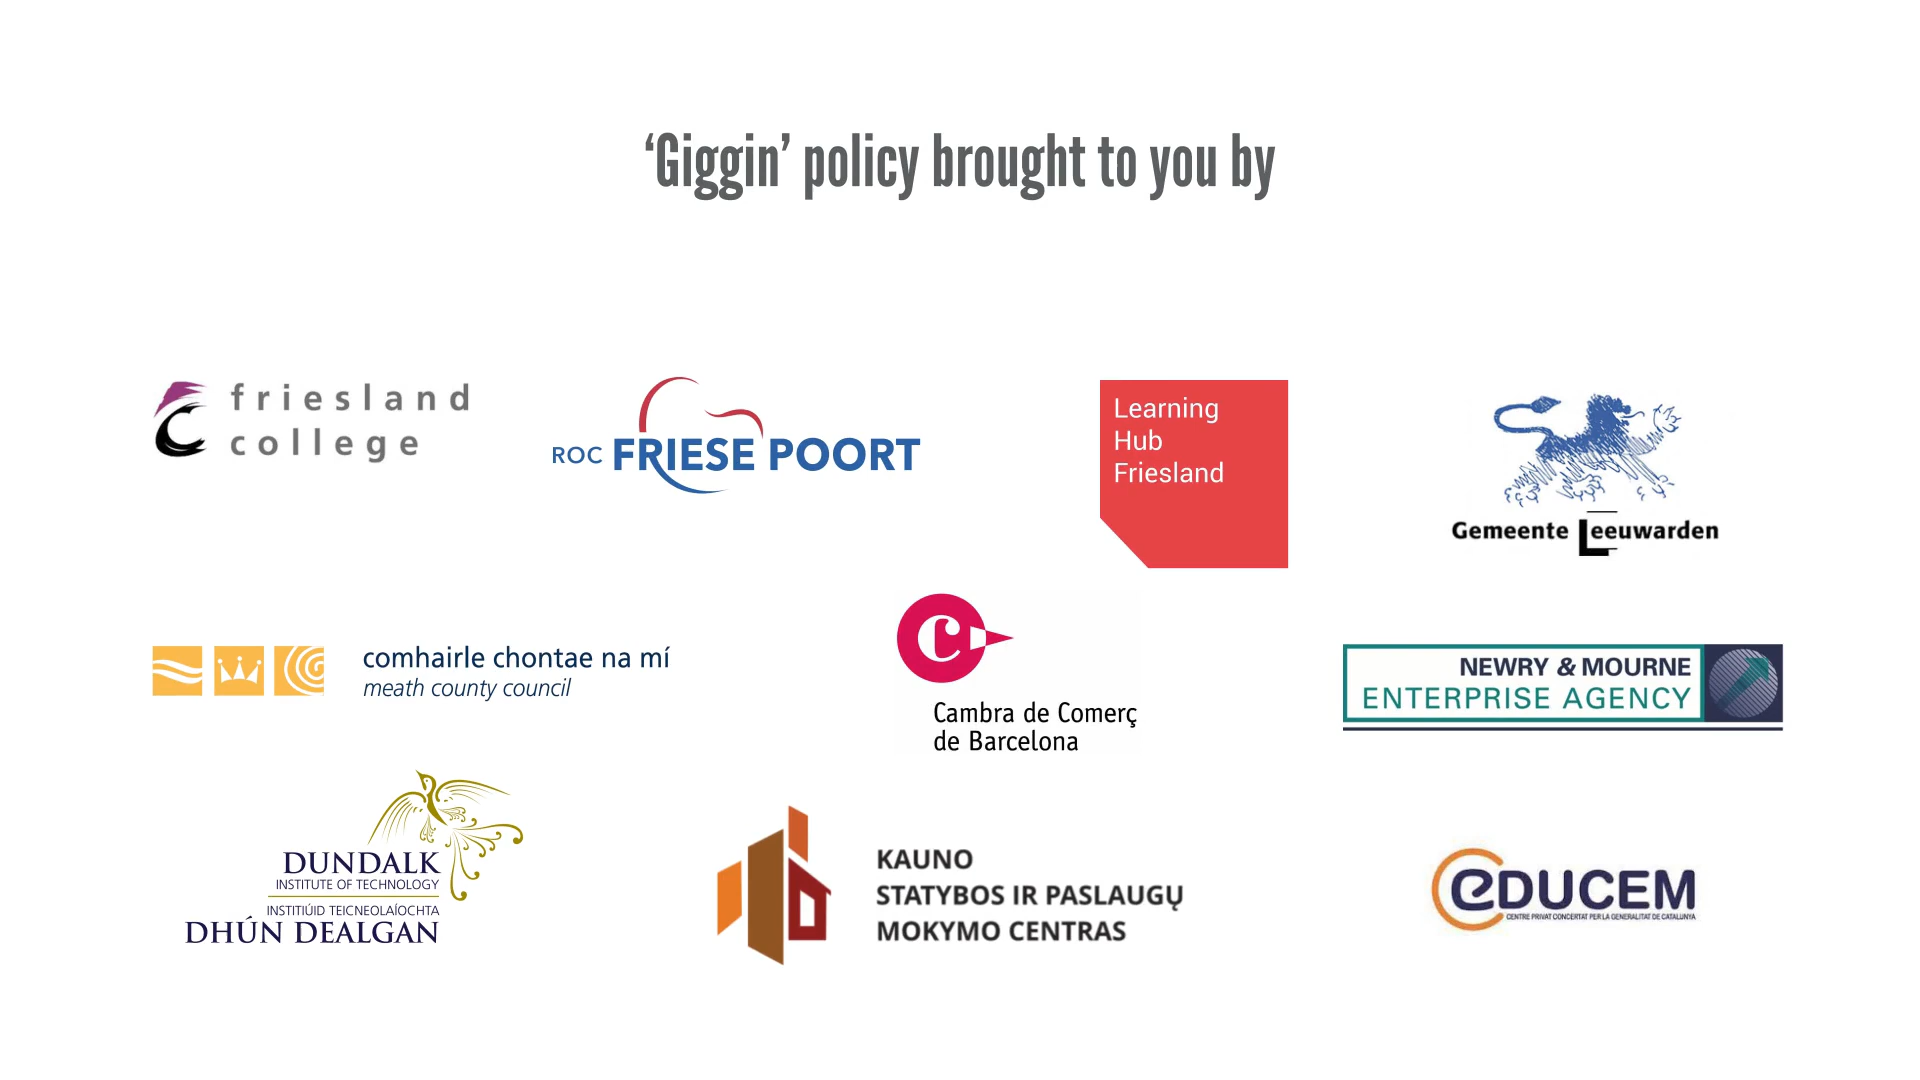 ‘Giggin’ policy brought to you by
friesland
college
ROC FRIESE POORT
Learning
Hub
Friesland
Gemeente Leeuwarden
comhairle chontae na mí
meath county council
Cambra de Comerç
de Barcelona
NEWRY & MOURNE
ENTERPRISE AGENCY
DUNDALK
INSTITUTE OF TECHNOLOGY
INSTITIÚID TEICNEOLAÍOCHTA
DHÚN DEALGAN
KAUNO
STATYBOS IR PASLAUGŲ
MOKYMO CENTRAS
eDUCEM
CENTRE PRIVAT CONCERTAT PER LA GENERALITAT DE CATALUNYA